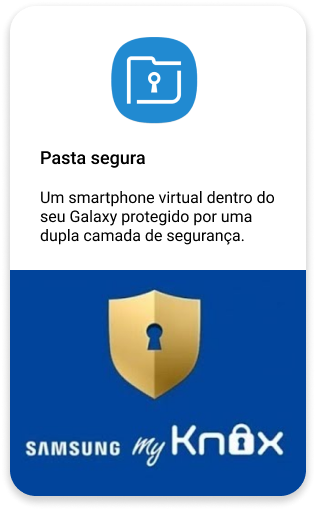 Pasta segura
Um smartphone virtual dentro do
seu Galaxy protegido por uma
dupla camada de segurança.
SAMSUNG my Knox